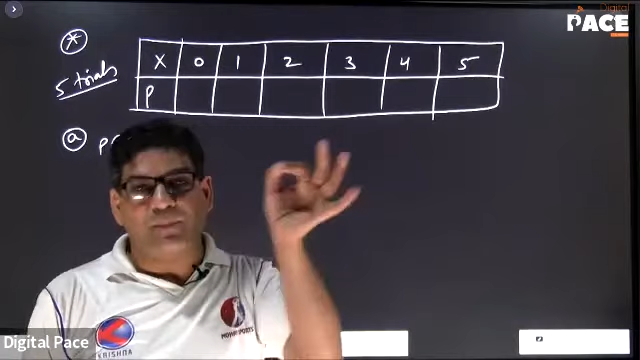 Digital
PACE
*
5 trials
X 0 1 2 3 4 5
P
a
Digital Pace
KRISHNA